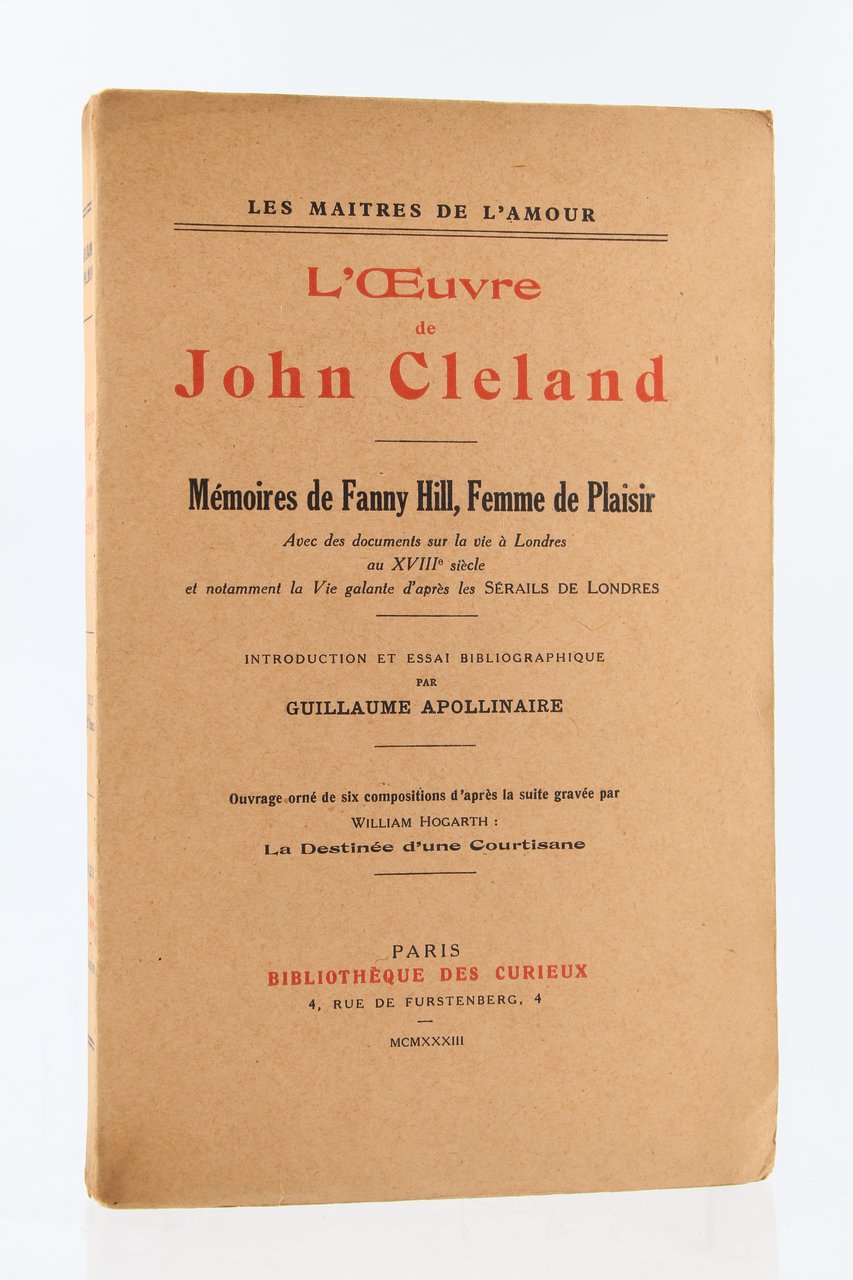 LES MAITRES DE L'AMOUR
L'Œuvre
de
John Cleland
Mémoires de Fanny Hill, Femme de Plaisir
Avec des documents sur la vie à Londres
au XVIIIe siècle
et notamment la Vie galante d'après les SÉRAILS DE LONDRES
INTRODUCTION ET ESSAI BIBLIOGRAPHIQUE
PAR
GUILLAUME APOLLINAIRE
Ouvrage orné de six compositions d'après la suite gravée par
WILLIAM HOGARTH :
La Destinée d'une Courtisane
PARIS
BIBLIOTHÈQUE DES CURIEUX
4, RUE DE FURSTENBERG, 4
MCMXXXIII